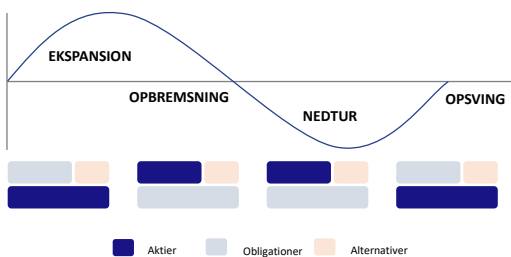 EKSPANSION
OPBREMSNING
NEDTUR
OPSVING
Aktier
Obligationer
Alternativer